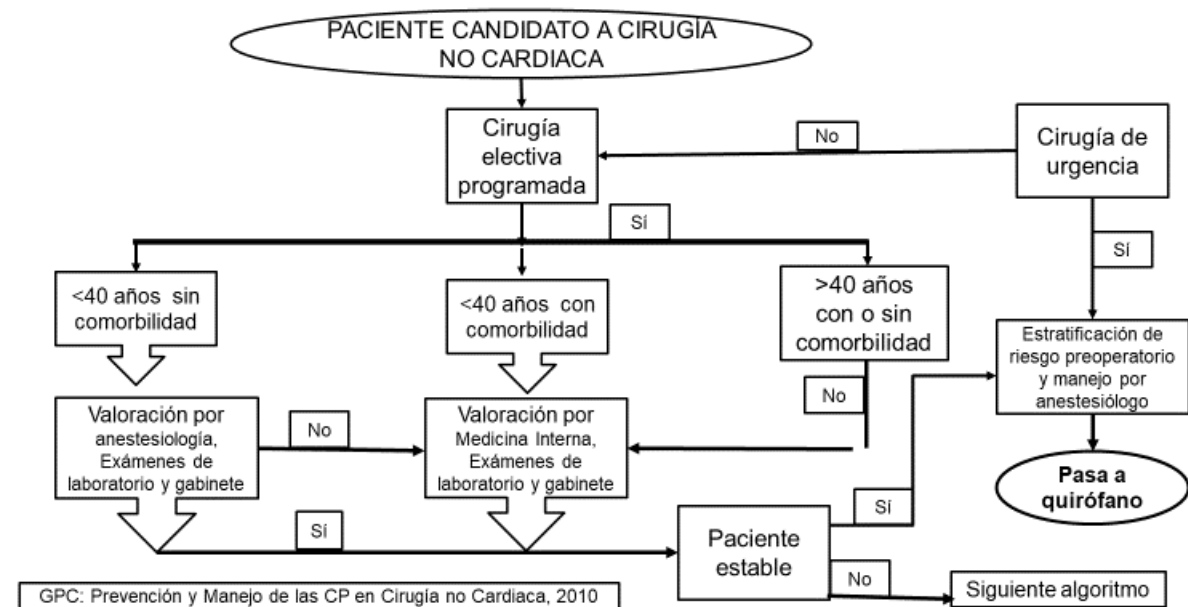 PACIENTE CANDIDATO A CIRUGÍA
NO CARDIACA
Cirugía
electiva
programada
No
Cirugía de
urgencia
Sí
Sí
<40 años sin
comorbilidad
<40 años con
comorbilidad
>40 años
con o sin
comorbilidad
Estratificación de
riesgo preoperatorio
y manejo por
anestesiólogo
No
Valoración por
anestesiología,
Exámenes de
laboratorio y gabinete
No
Valoración por
Medicina Interna,
Exámenes de
laboratorio y gabinete
Pasa a
quirófano
Sí
Paciente
estable
Sí
No
Siguiente algoritmo
GPC: Prevención y Manejo de las CP en Cirugía no Cardiaca, 2010